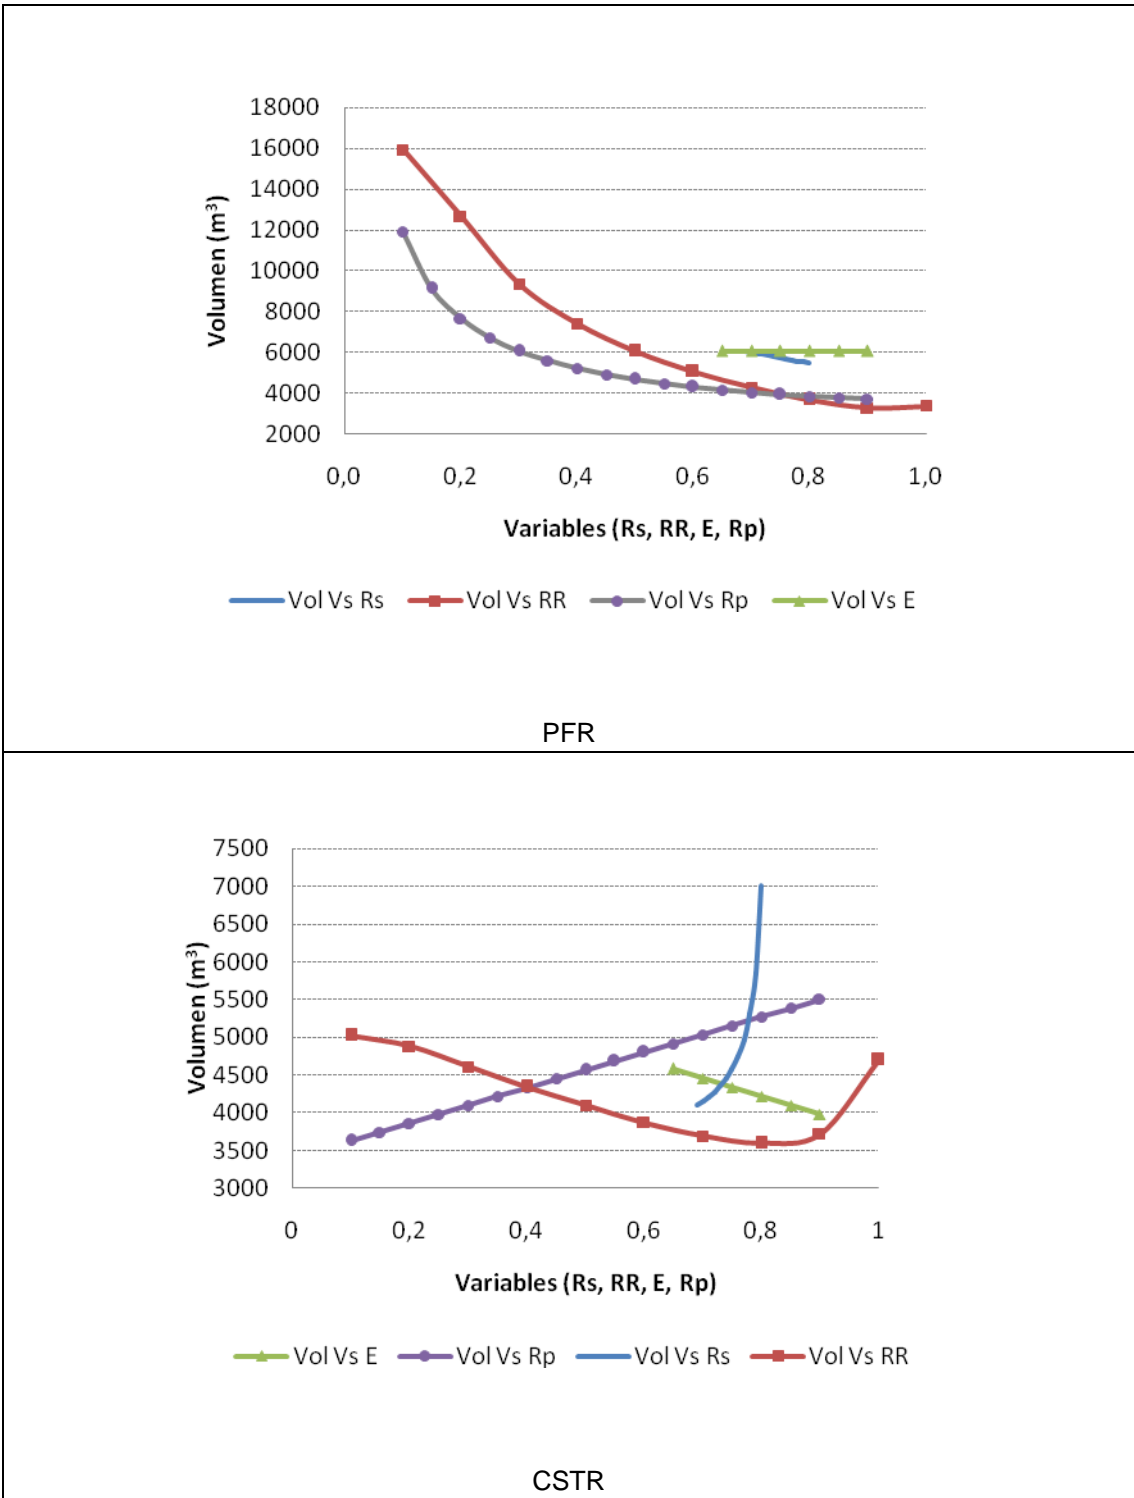 18000
16000
14000
12000
10000
8000
6000
4000
2000
Volumen (m³)
0,0 0,2 0,4 0,6 0,8 1,0
Variables (Rs, RR, E, Rp)
Vol Vs Rs Vol Vs RR Vol Vs Rp Vol Vs E
PFR
7500
7000
6500
6000
5500
5000
4500
4000
3500
3000
Volumen (m³)
0 0,2 0,4 0,6 0,8 1
Variables (Rs, RR, E, Rp)
Vol Vs E Vol Vs Rp Vol Vs Rs Vol Vs RR
CSTR